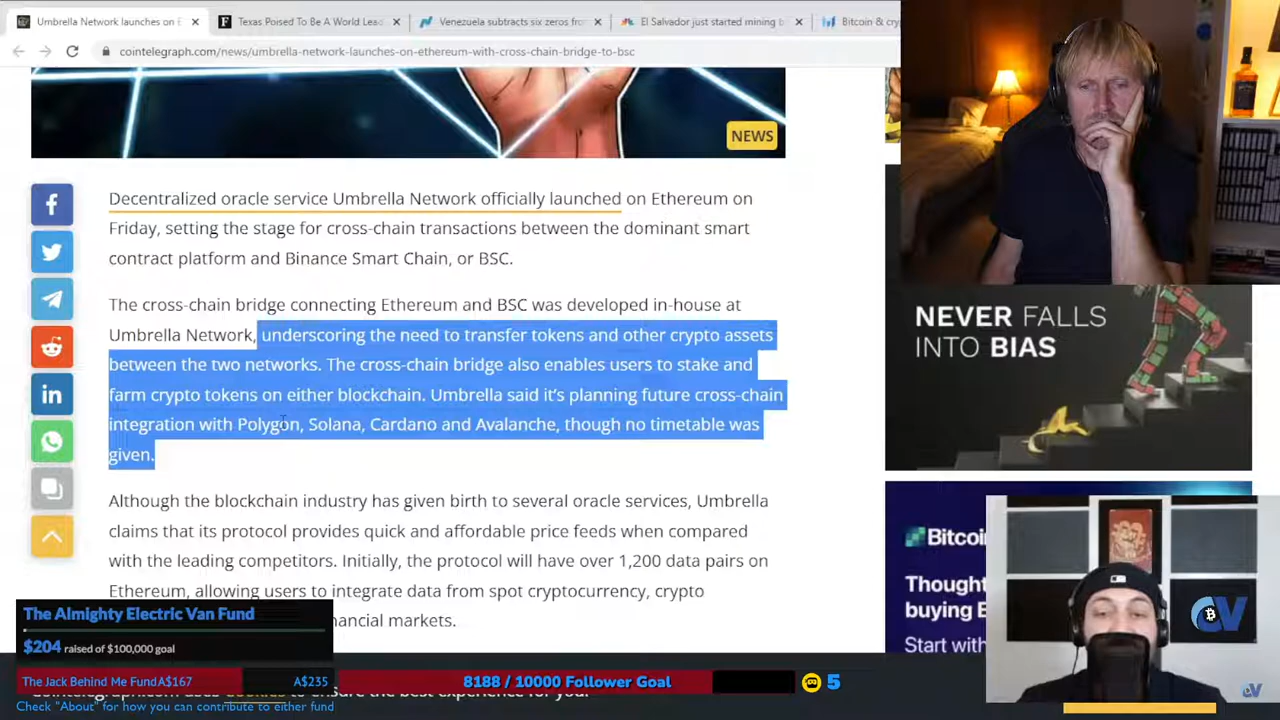 Umbrella Network launches on E
Texas Poised To Be A World Lead
Venezuela subtracts six zeros from
El Salvador just started mining b
Bitcoin & cry
cointelegraph.com/news/umbrella-network-launches-on-ethereum-with-cross-chain-bridge-to-bsc
NEWS
Decentralized oracle service Umbrella Network officially launched on Ethereum on
Friday, setting the stage for cross-chain transactions between the dominant smart
contract platform and Binance Smart Chain, or BSC.
The cross-chain bridge connecting Ethereum and BSC was developed in-house at
Umbrella Network, underscoring the need to transfer tokens and other crypto assets
between the two networks. The cross-chain bridge also enables users to stake and
farm crypto tokens on either blockchain. Umbrella said it's planning future cross-chain
integration with Polygon, Solana, Cardano and Avalanche, though no timetable was
given.
Although the blockchain industry has given birth to several oracle services, Umbrella
claims that its protocol provides quick and affordable price feeds when compared
with the leading competitors. Initially, the protocol will have over 1,200 data pairs on
Ethereum, allowing users to integrate data from spot cryptocurrency, crypto
nancial markets.
NEVER FALLS
INTO BIAS
Bitcoi
Thought
buying E
Start with
CV
The Almighty Electric Van Fund
$204 raised of $100,000 goal
The Jack Behind Me Fund A$167
A$235
8188 / 10000 Follower Goal
5
Check "About" for how you can contribute to either fund